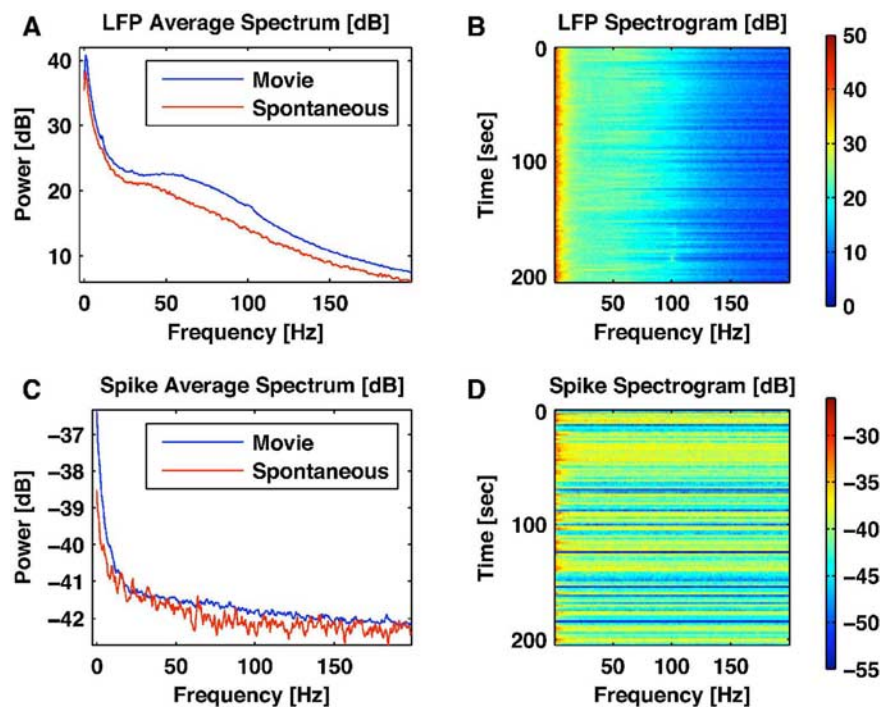 A LFP Average Spectrum [dB]
40
30
20
10
Power [dB]
Movie
Spontaneous
0 50 100 150
Frequency [Hz]
B LFP Spectrogram [dB]
0
100
200
Time [sec]
50 100 150
Frequency [Hz]
50
40
30
20
10
0
C Spike Average Spectrum [dB]
−37
−38
−39
−40
−41
−42
Power [dB]
Movie
Spontaneous
0 50 100 150
Frequency [Hz]
D Spike Spectrogram [dB]
0
100
200
Time [sec]
50 100 150
Frequency [Hz]
−30
−35
−40
−45
−50
−55